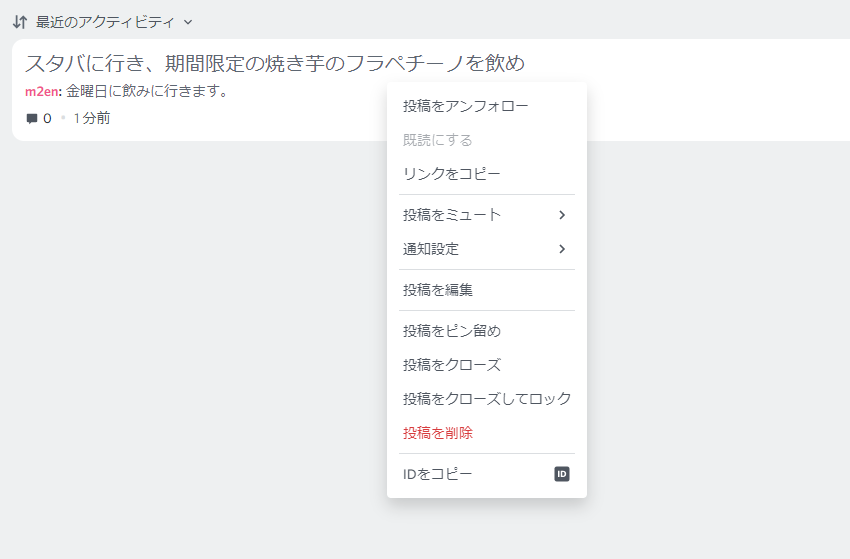 最近のアクティビティ
スタバに行き、期間限定の焼き芋のフラペチーノを飲め
m2en: 金曜日に飲みに行きます。
0 • 1分前
投稿をアンフォロー
既読にする
リンクをコピー
投稿をミュート
通知設定
投稿を編集
投稿をピン留め
投稿をクローズ
投稿をクローズしてロック
投稿を削除
IDをコピー ID